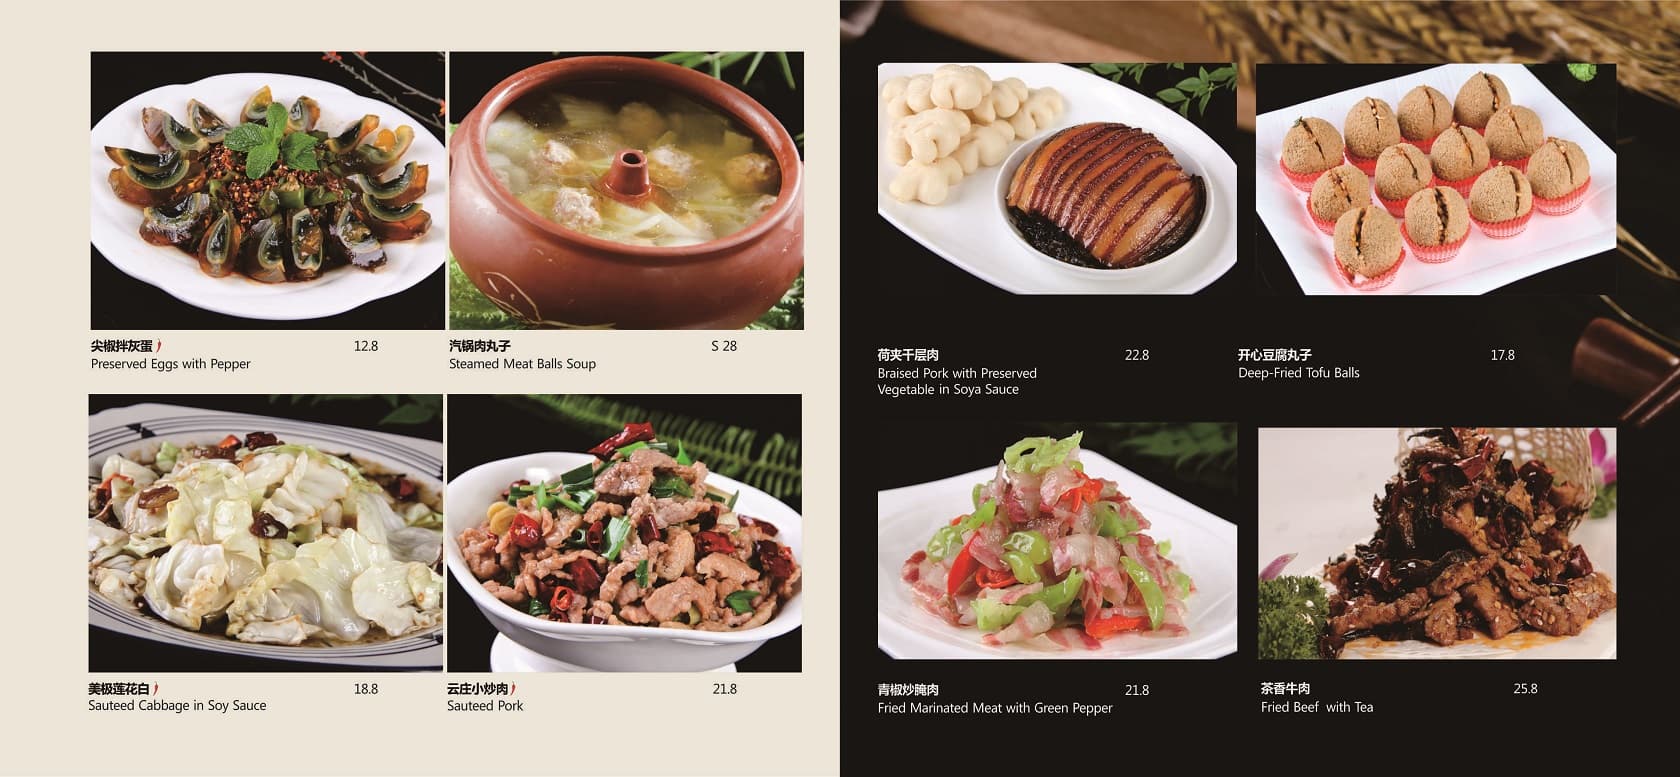 尖椒拌灰蛋 12.8
Preserved Eggs with Pepper
汽锅肉丸子 S 28
Steamed Meat Balls Soup
美极莲花白 18.8
Sauteed Cabbage in Soy Sauce
云庄小炒肉 21.8
Sauteed Pork
荷夹千层肉 22.8
Braised Pork with Preserved
Vegetable in Soya Sauce
开心豆腐丸子 17.8
Deep-Fried Tofu Balls
青椒炒腌肉 21.8
Fried Marinated Meat with Green Pepper
茶香牛肉 25.8
Fried Beef with Tea